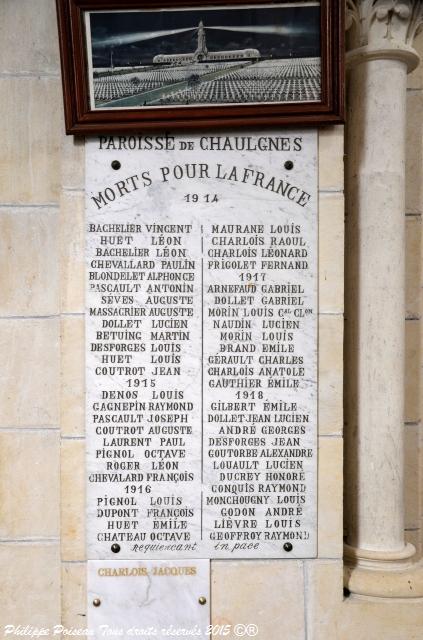 PAROISSE DE CHAULGNES
MORTS POUR LA FRANCE
1914
BACHELIER VINCENT
HUET LÉON
BACHELIER LÉON
CHEVALLARD PAULIN
BLONDELET ALPHONCE
PASCAULT ANTONIN
SÈVES AUGUSTE
MASSACRIER AUGUSTE
DOLLET LUCIEN
BETUING MARTIN
DESFORGES LOUIS
HUET LOUIS
COUTROT JEAN
1915
DENOS LOUIS
GAGNEPIN RAYMOND
PASCAULT JOSEPH
COUTROT AUGUSTE
LAURENT PAUL
PIGNOL OCTAVE
ROGER LÉON
CHEVALARD FRANÇOIS
1916
PIGNOL LOUIS
DUPONT FRANÇOIS
HUET ÉMILE
CHATEAU OCTAVE
MAURANE LOUIS
CHARLOIS RAOUL
CHARLOIS LÉONARD
FRIGOLET FERNAND
1917
ARNEFAUD GABRIEL
DOLLET GABRIEL
MORIN LOUIS CAL CLON
NAUDIN LUCIEN
MORIN LOUIS
BRAND ÉMILE
GÉRAULT CHARLES
CHARLOIS ANATOLE
GAUTHIER ÉMILE
1918
GILBERT ÉMILE
DOLLET JEAN LUCIEN
ANDRÉ GEORGES
DESFORGES JEAN
GOUTORBE ALEXANDRE
LOUAULT LUCIEN
DUCREY HONORÉ
CONQUIS RAYMOND
MONCHOUGNY LOUIS
GODON ANDRÉ
LIÈVRE LOUIS
GEOFFROY RAYMOND
Requiescant in pace
CHARLOIS JACQUES
Philippe Poiseau Tous droits réservés 2015 ©®